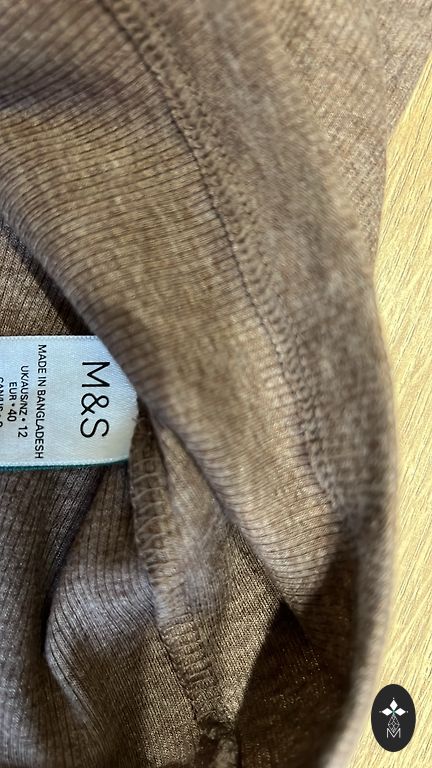 M&S
MADE IN BANGLADESH
UK/AUS/NZ • 12
EUR • 40